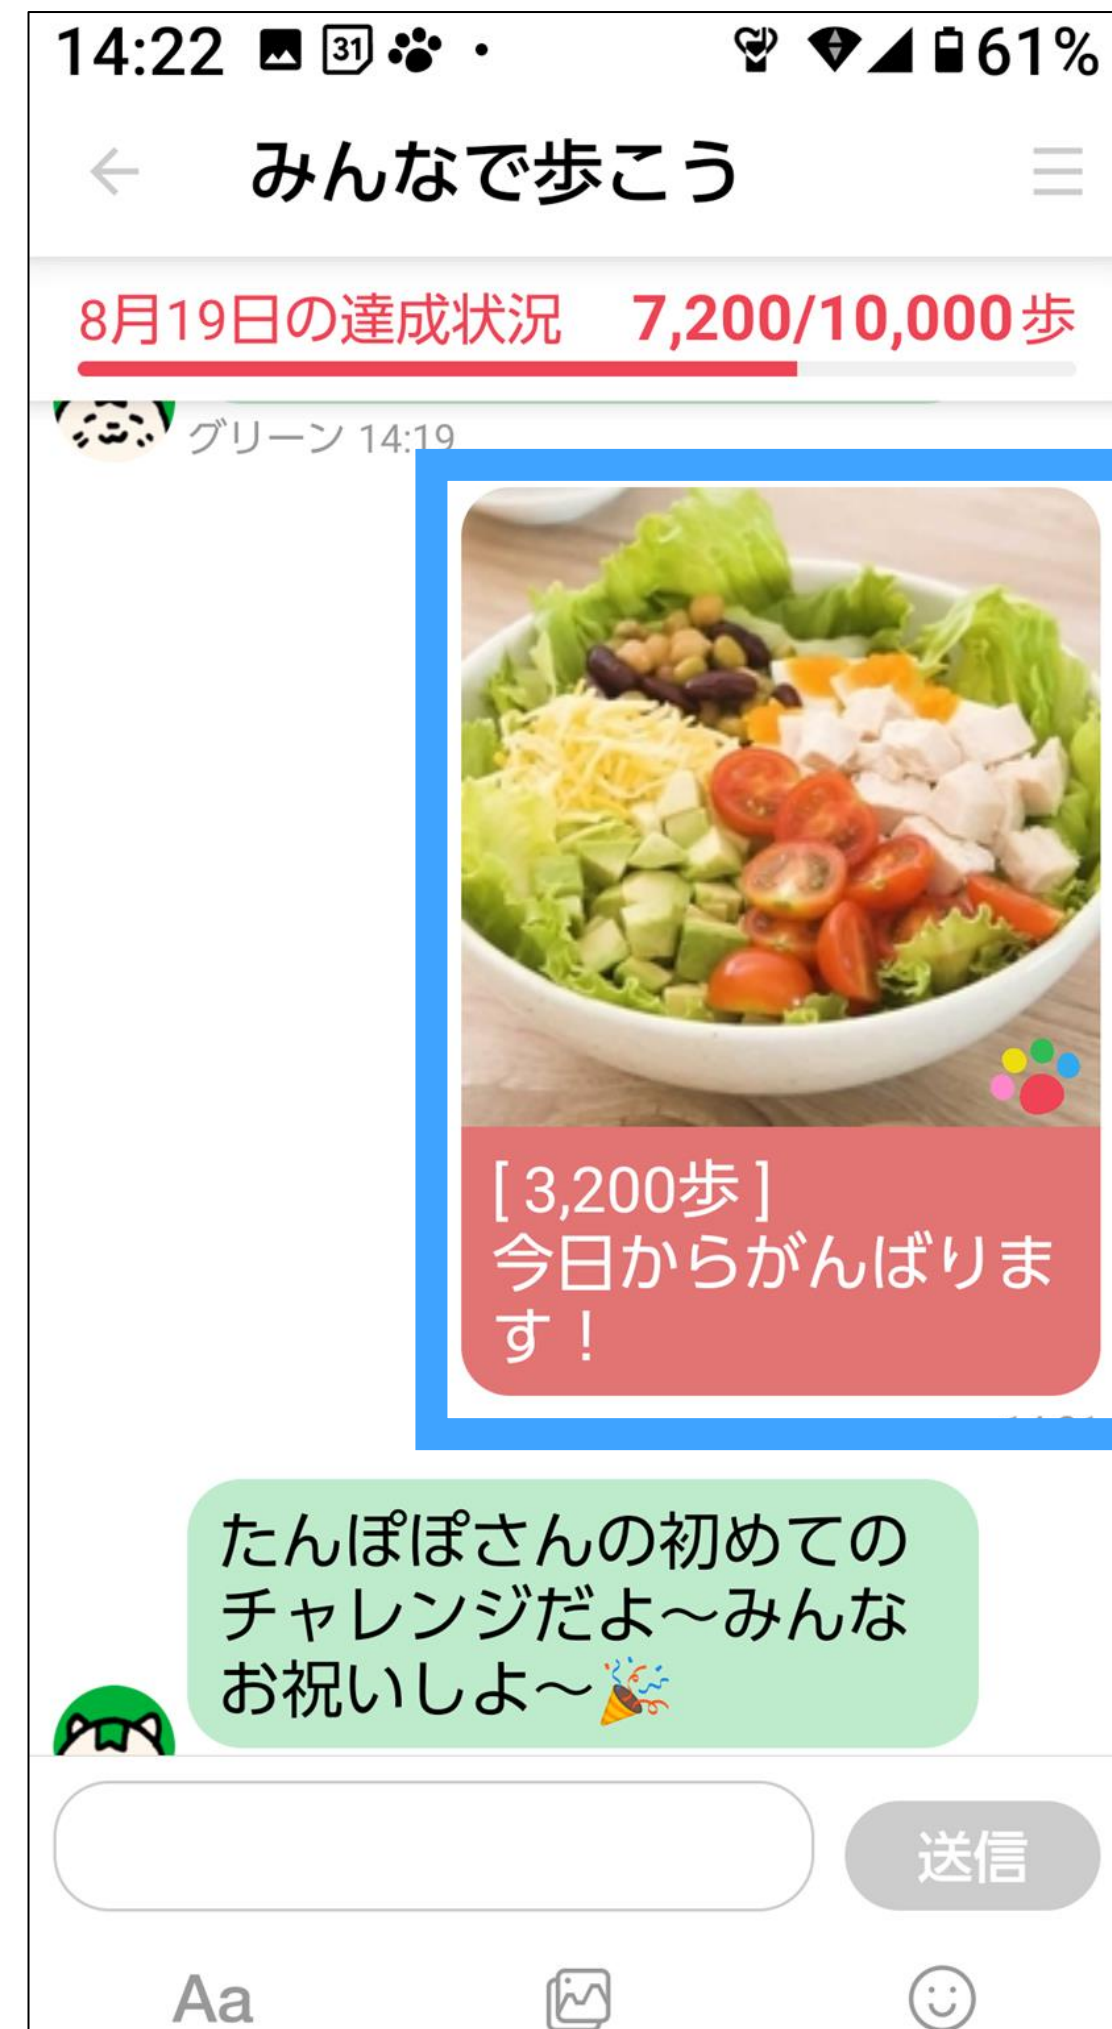 14:22 31 61%
みんなで歩こう
8月19日の達成状況 7,200/10,000歩
グリーン 14:19
[ 3,200歩 ]
今日からがんばりま
す!
たんぽぽさんの初めての
チャレンジだよ〜みんな
お祝いしよ〜🎉
送信
Aa